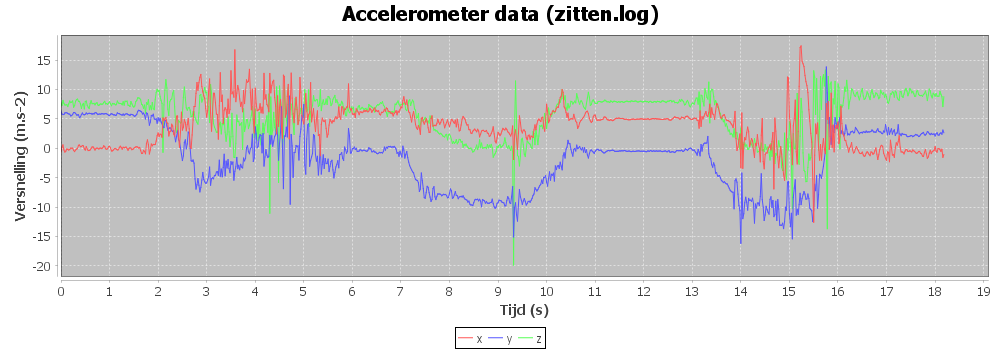 Accelerometer data (zitten.log)
Versnelling (m.s-2)
15
10
5
0
-5
-10
-15
-20
0 1 2 3 4 5 6 7 8 9 10 11 12 13 14 15 16 17 18 19
Tijd (s)
x y z